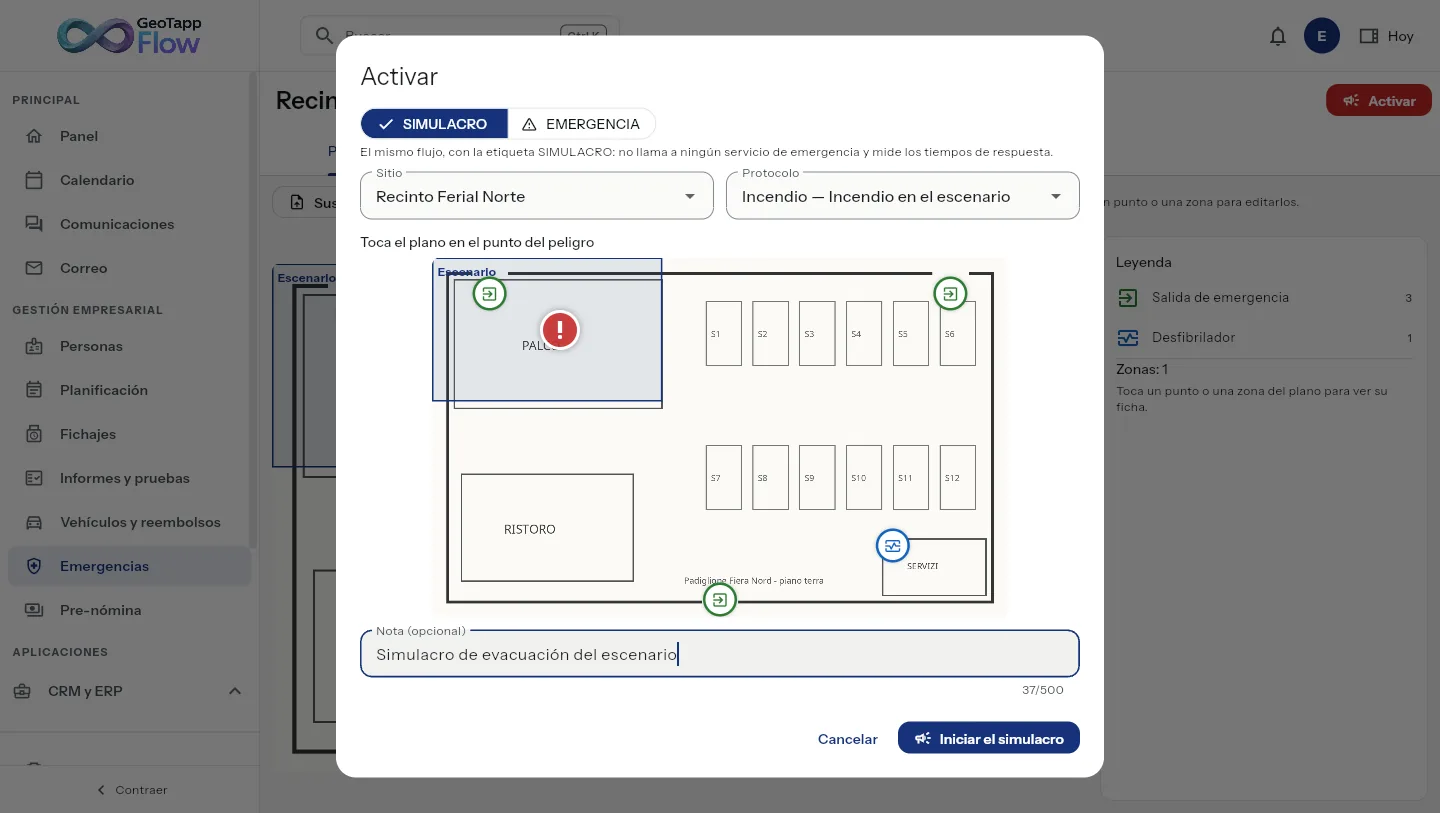 GeoTapp
Flow
Buscar
Ctrl K
E
Hoy
PRINCIPAL
Panel
Calendario
Comunicaciones
Correo
GESTIÓN EMPRESARIAL
Personas
Planificación
Fichajes
Informes y pruebas
Vehículos y reembolsos
Emergencias
Pre-nómina
APLICACIONES
CRM y ERP
Contraer
Recin
Activar
P
Sus
n punto o una zona para editarlos.
Escenario
Activar
SIMULACRO
EMERGENCIA
El mismo flujo, con la etiqueta SIMULACRO: no llama a ningún servicio de emergencia y mide los tiempos de respuesta.
Sitio
Recinto Ferial Norte
Protocolo
Incendio — Incendio en el escenario
Toca el plano en el punto del peligro
Escenario
PALC
S1 S2 S3 S4 S5 S6
S7 S8 S9 S10 S11 S12
RISTORO
SERVIZI
Padiglione Fiera Nord - piano terra
Nota (opcional)
Simulacro de evacuación del escenario
37/500
Cancelar
Iniciar el simulacro
Leyenda
Salida de emergencia 3
Desfibrilador 1
Zonas: 1
Toca un punto o una zona del plano para ver su
ficha.